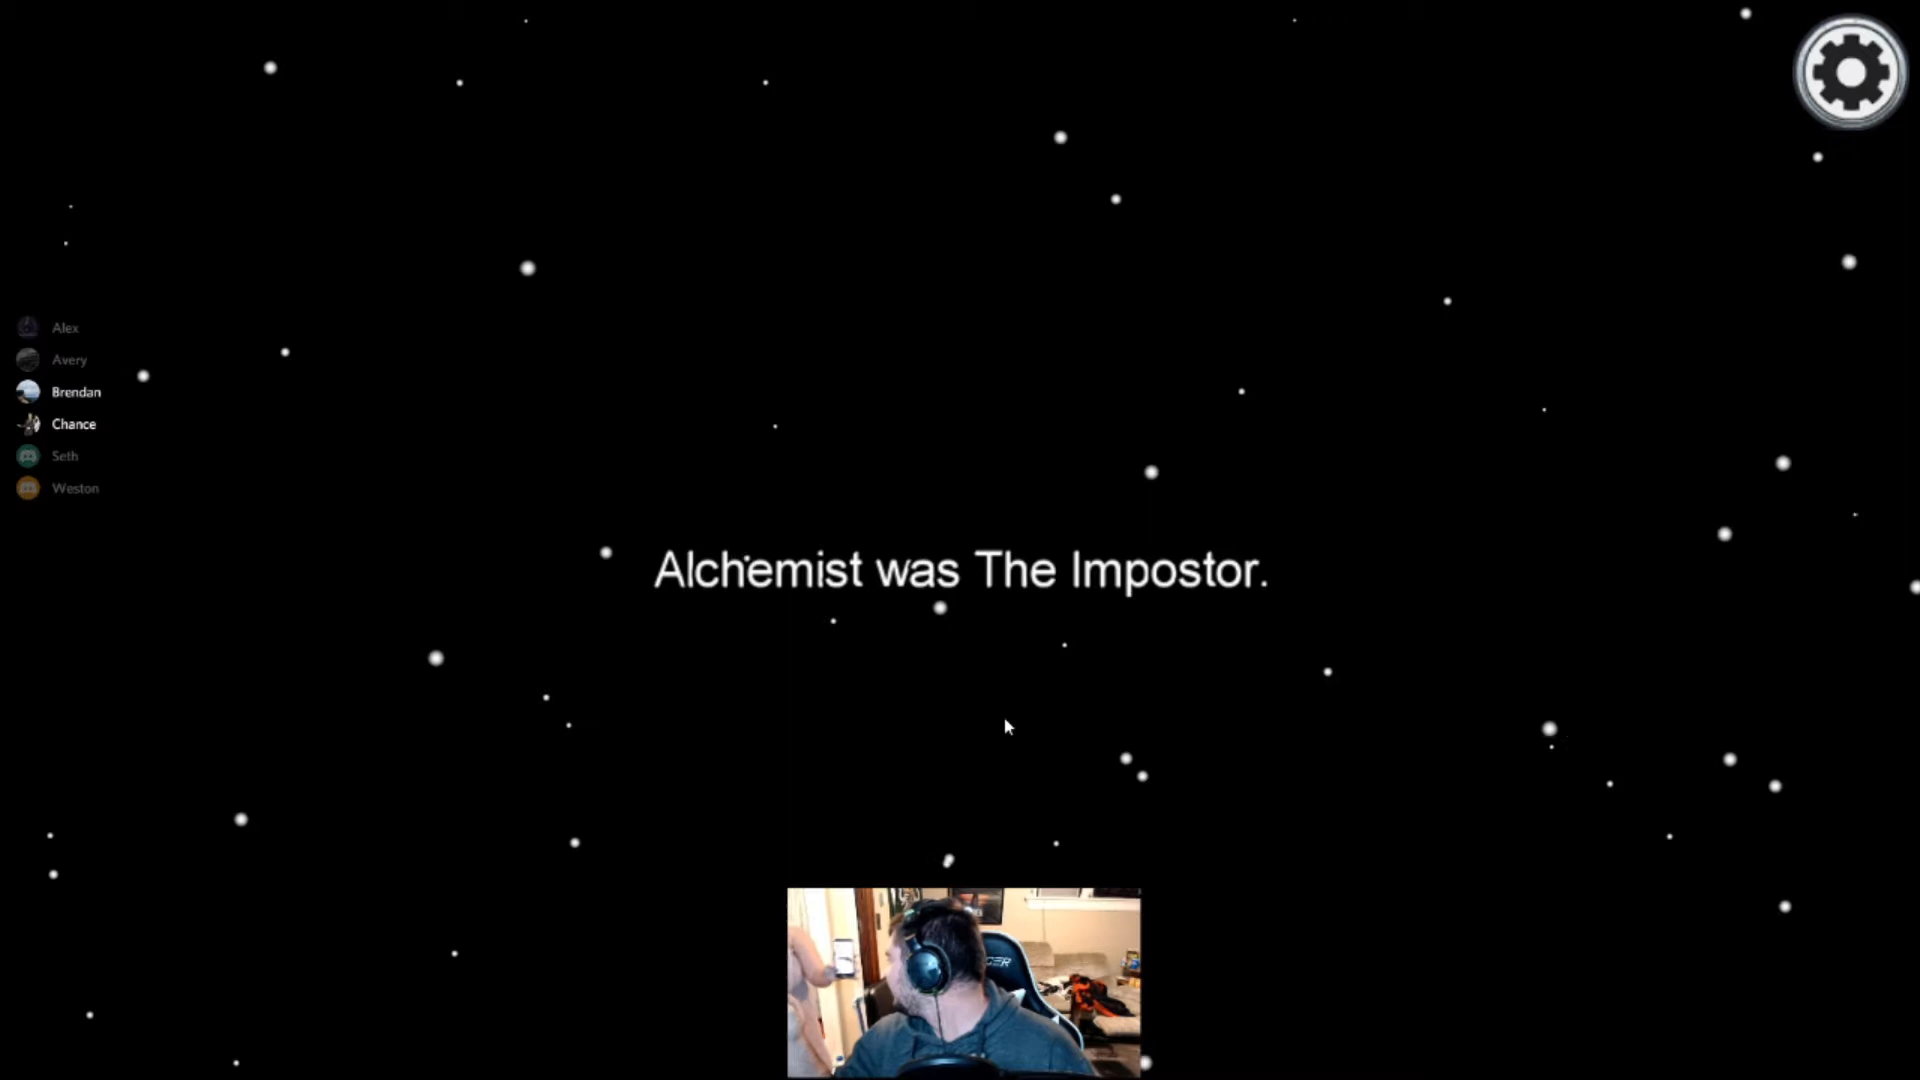 Alex
Avery
Brendan
Chance
Seth
Weston
Alchemist was The Impostor.